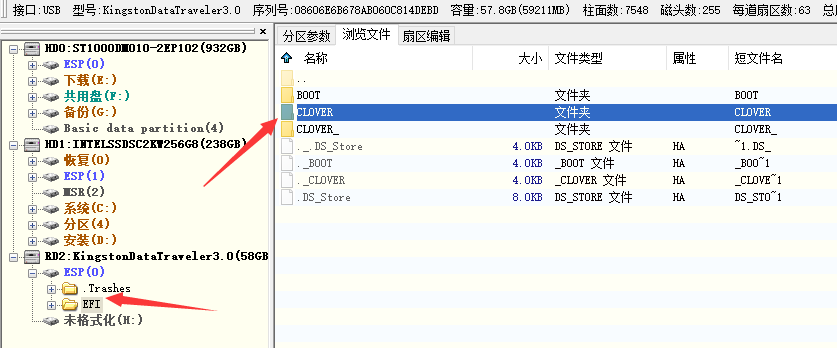 接口:USB 型号:KingstonDataTraveler3.0 序列号:08606E6B678AB060C814DEBD 容量:57.8GB(59211MB) 柱面数:7548 磁头数:255 每道扇区数:63 总
HD0:ST1000DM010-2EP102(932GB)
ESP(0)
下载(E:)
共用盘(F:)
备份(G:)
Basic data partition(4)
HD1:INTELSSDSC2KW256G8(238GB)
恢复(0)
ESP(1)
MSR(2)
系统(C:)
分区(4)
安装(D:)
RD2:KingstonDataTraveler3.0(58GB
ESP(0)
.Trashes
EFI
未格式化(H:)
分区参数 浏览文件 扇区编辑
名称 大小 文件类型 属性 短文件名
..
BOOT 文件夹 BOOT
CLOVER 文件夹 CLOVER
CLOVER_ 文件夹 CLOVER_
._.DS_Store 4.0KB DS_STORE 文件 HA ~1.DS_
._BOOT 4.0KB _BOOT 文件 HA _BOO~1
._CLOVER 4.0KB _CLOVER 文件 HA _CLOVE~1
.DS_Store 8.0KB DS_STORE 文件 HA DS_STO~1